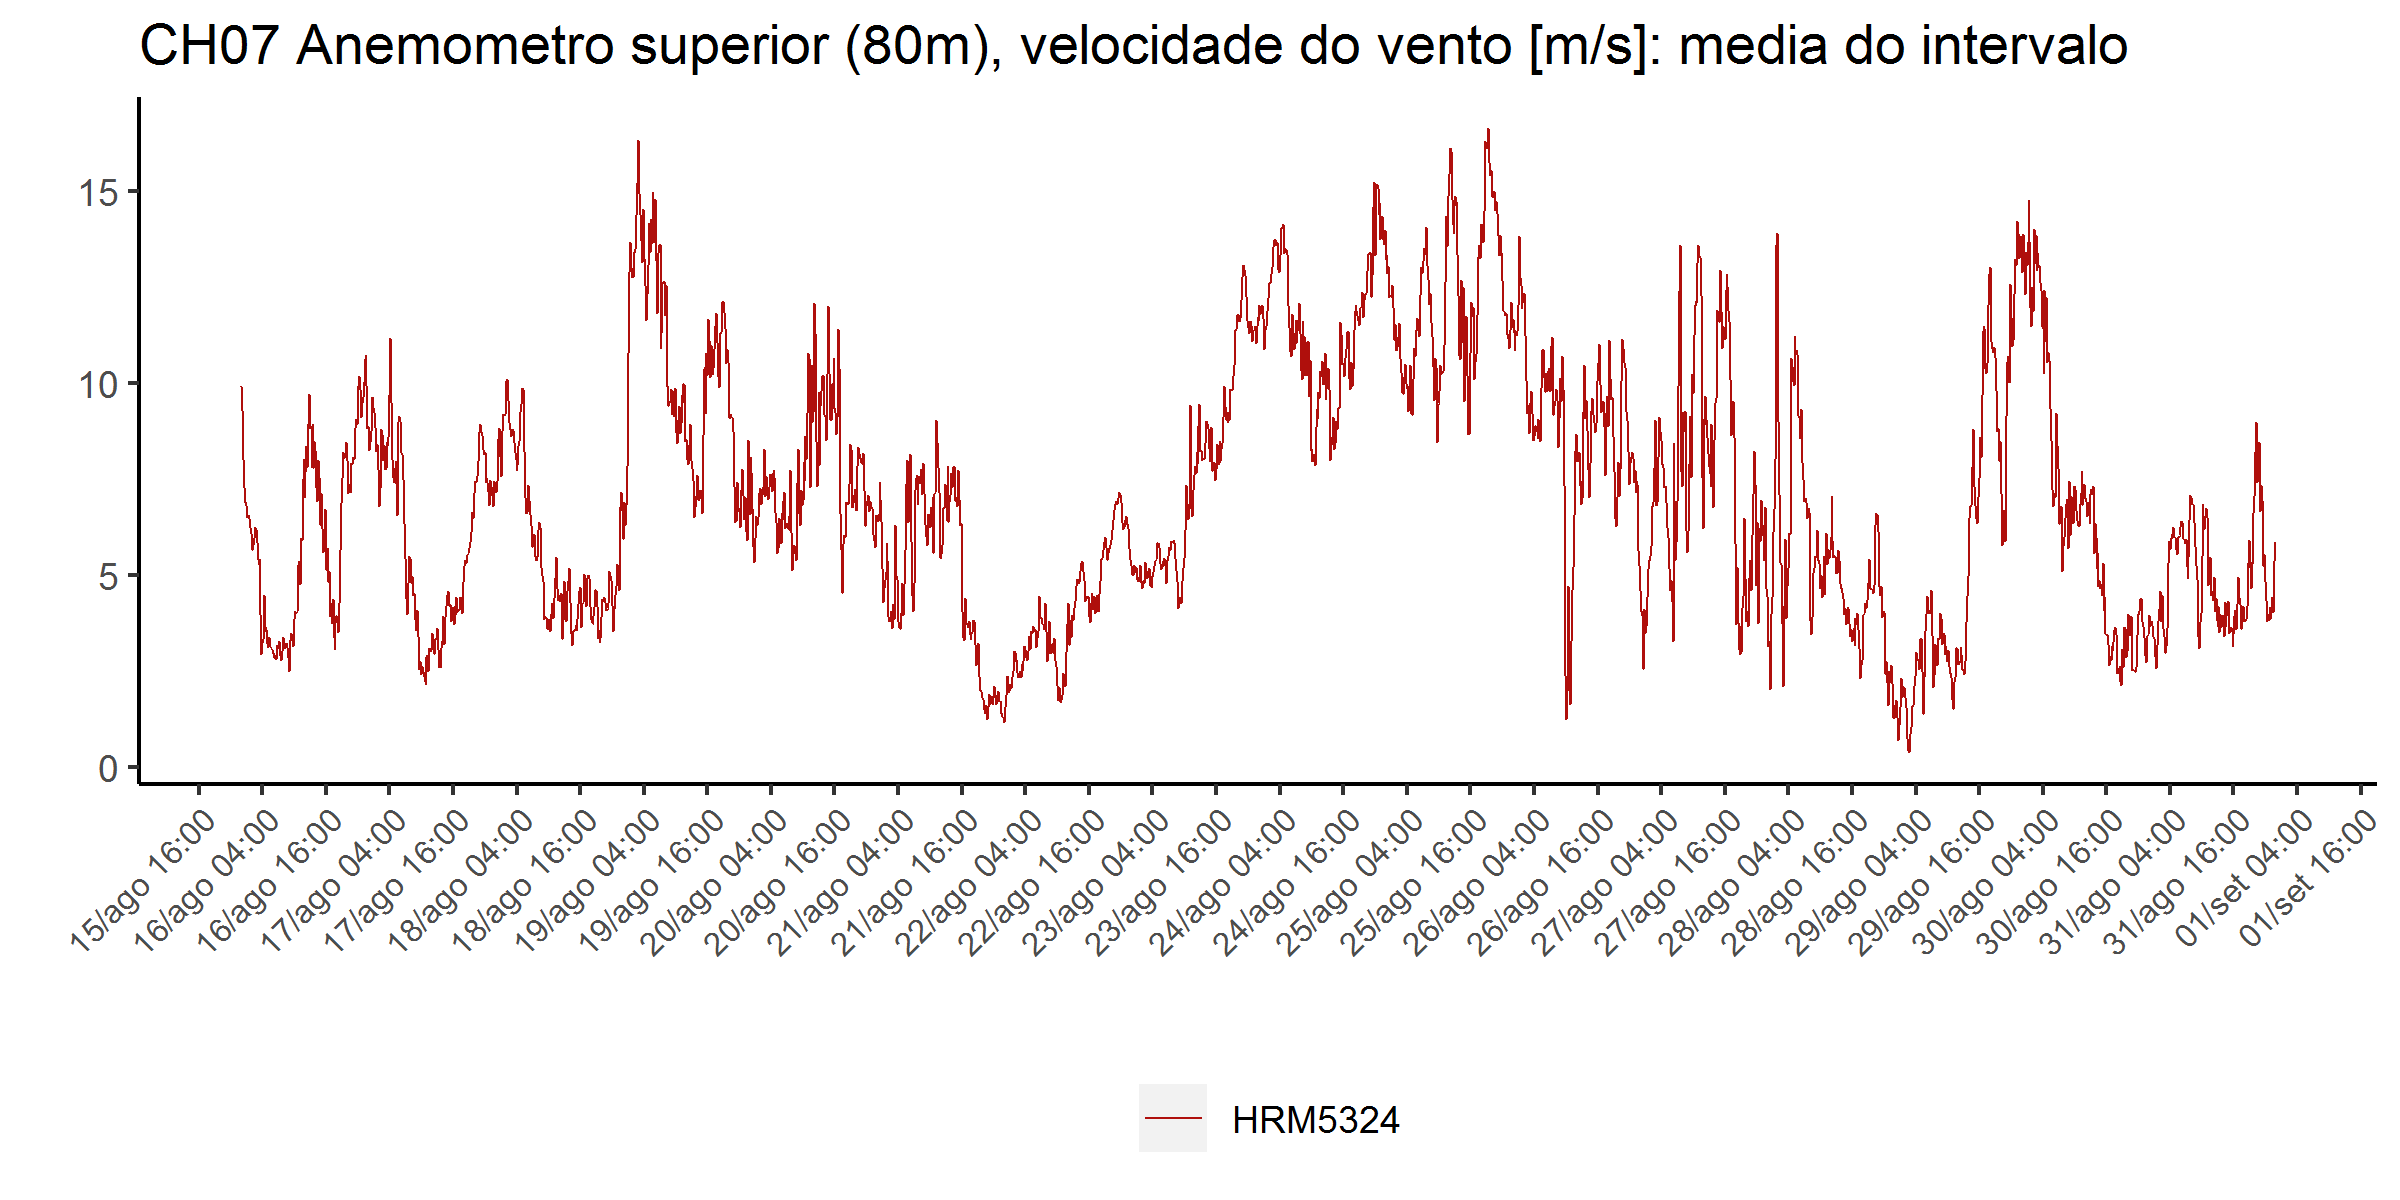 CH07 Anemometro superior (80m), velocidade do vento [m/s]: media do intervalo
15
10
5
0
15/ago 16:00
16/ago 04:00
16/ago 16:00
17/ago 04:00
17/ago 16:00
18/ago 04:00
18/ago 16:00
19/ago 04:00
19/ago 16:00
20/ago 04:00
20/ago 16:00
21/ago 04:00
21/ago 16:00
22/ago 04:00
22/ago 16:00
23/ago 04:00
23/ago 16:00
24/ago 04:00
24/ago 16:00
25/ago 04:00
25/ago 16:00
26/ago 04:00
26/ago 16:00
27/ago 04:00
27/ago 16:00
28/ago 04:00
28/ago 16:00
29/ago 04:00
29/ago 16:00
30/ago 04:00
30/ago 16:00
31/ago 04:00
31/ago 16:00
01/set 04:00
01/set 16:00
HRM5324